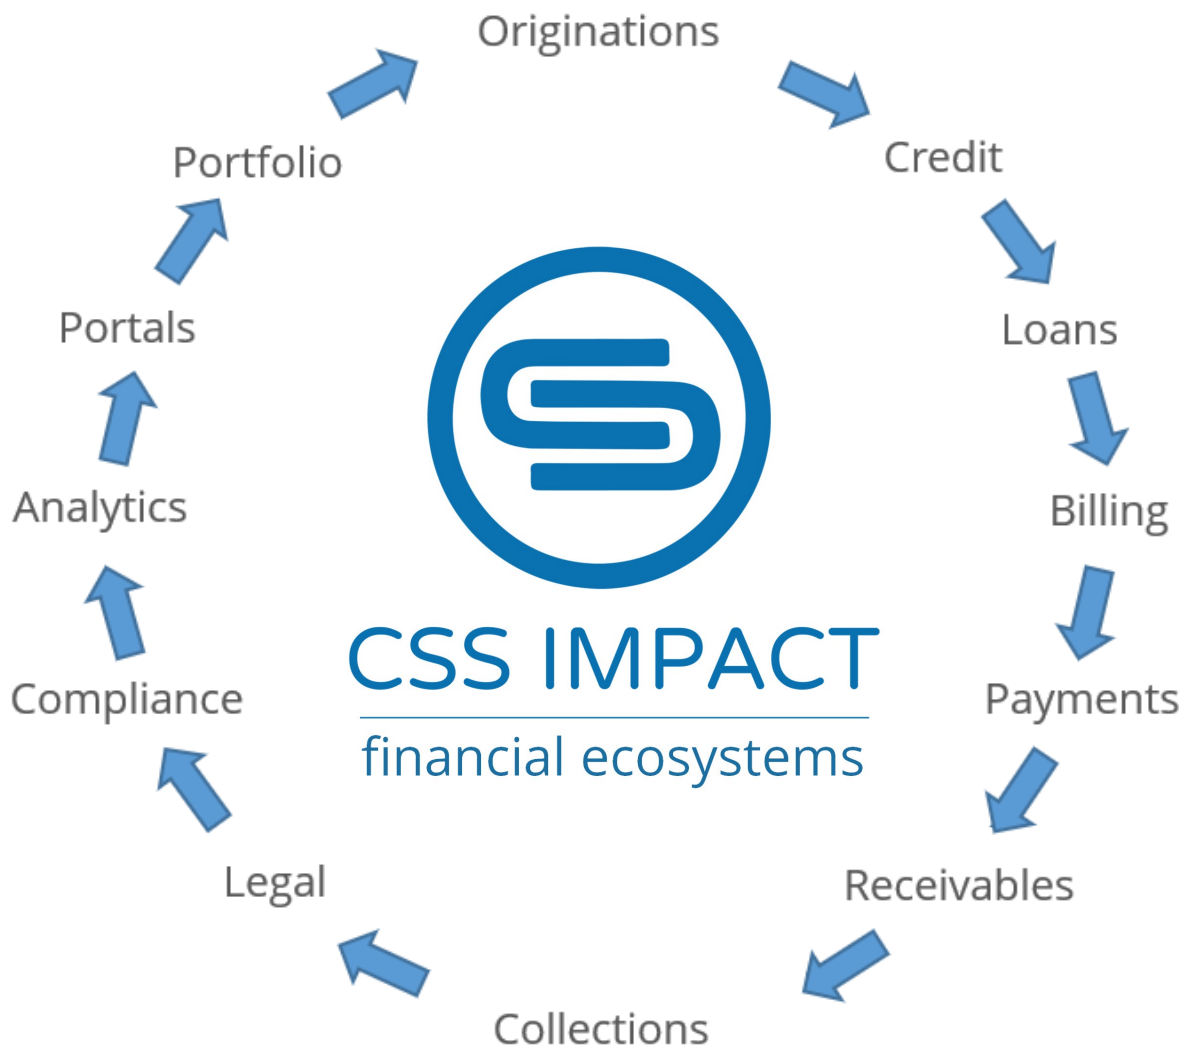 Originations
Credit
Loans
Billing
Payments
Receivables
Collections
Legal
Compliance
Analytics
Portals
Portfolio
CSS IMPACT
financial ecosystems